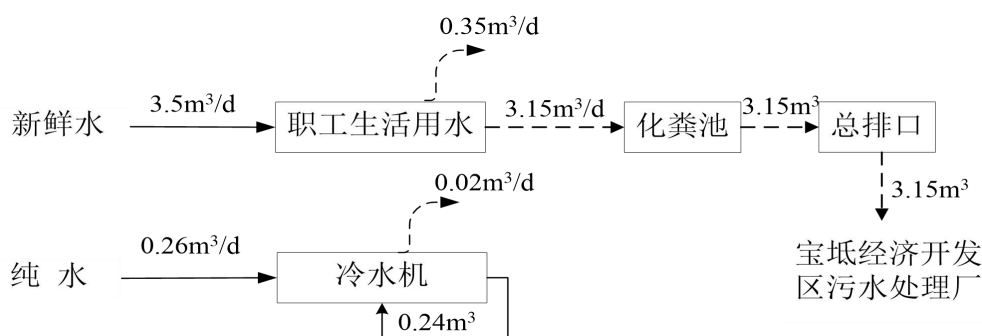 0.35m³/d
新鲜水
3.5m³/d
职工生活用水
3.15m³/d
化粪池
3.15m³
总排口
3.15m³
宝坻经济开发
区污水处理厂
0.02m³/d
纯 水
0.26m³/d
冷水机
0.24m³